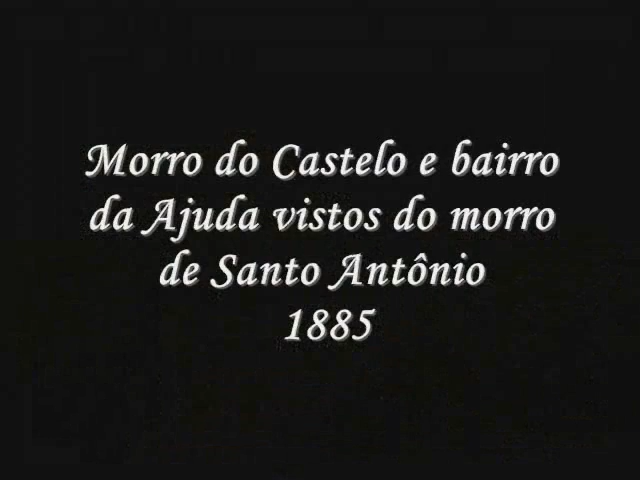 Morro do Castelo e bairro
da Ajuda vistos do morro
de Santo Antônio
1885